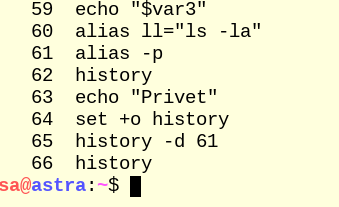 59 echo "$var3"
60 alias ll="ls -la"
61 alias -p
62 history
63 echo "Privet"
64 set +o history
65 history -d 61
66 history
sa@astra:~$